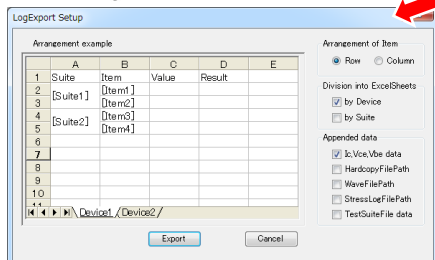 LogExport Setup
Arrangement example
A B C D E
1 Suite Item Value Result
2 [Suite1] [Item1]
3 [Item2]
4 [Suite2] [Item3]
5 [Item4]
6
7
8
9
10
11
Device1 / Device2 /
Arrangement of Item
Row Column
Division into ExcelSheets
by Device
by Suite
Appended data
Ic,Vce,Vbe data
HardcopyFilePath
WaveFilePath
StressLogFilePath
TestSuiteFile data
Export Cancel